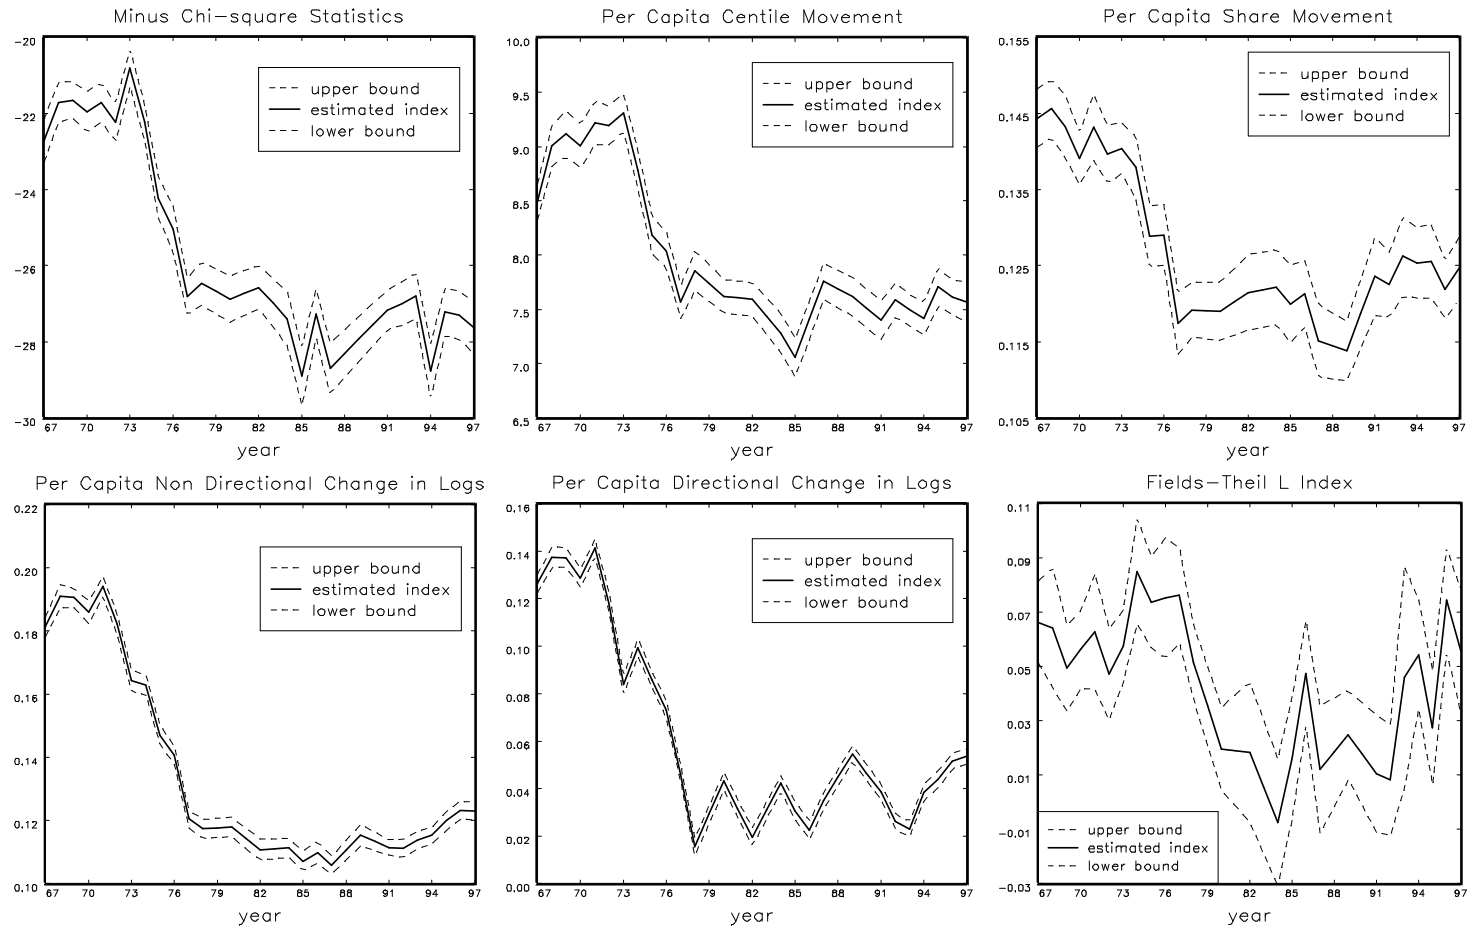 Minus Chi-square Statistics
-20
-22
-24
-26
-28
-30
upper bound
estimated index
lower bound
67 70 73 76 79 82 85 88 91 94 97
year
Per Capita Centile Movement
10.0
9.5
9.0
8.5
8.0
7.5
7.0
6.5
upper bound
estimated index
lower bound
67 70 73 76 79 82 85 88 91 94 97
year
Per Capita Share Movement
0.155
0.145
0.135
0.125
0.115
0.105
upper bound
estimated index
lower bound
67 70 73 76 79 82 85 88 91 94 97
year
Per Capita Non Directional Change in Logs
0.22
0.20
0.18
0.16
0.14
0.12
0.10
upper bound
estimated index
lower bound
67 70 73 76 79 82 85 88 91 94 97
year
Per Capita Directional Change in Logs
0.16
0.14
0.12
0.10
0.08
0.06
0.04
0.02
0.00
upper bound
estimated index
lower bound
67 70 73 76 79 82 85 88 91 94 97
year
Fields-Theil L Index
0.11
0.09
0.07
0.05
0.03
0.01
-0.01
-0.03
upper bound
estimated index
lower bound
67 70 73 76 79 82 85 88 91 94 97
year